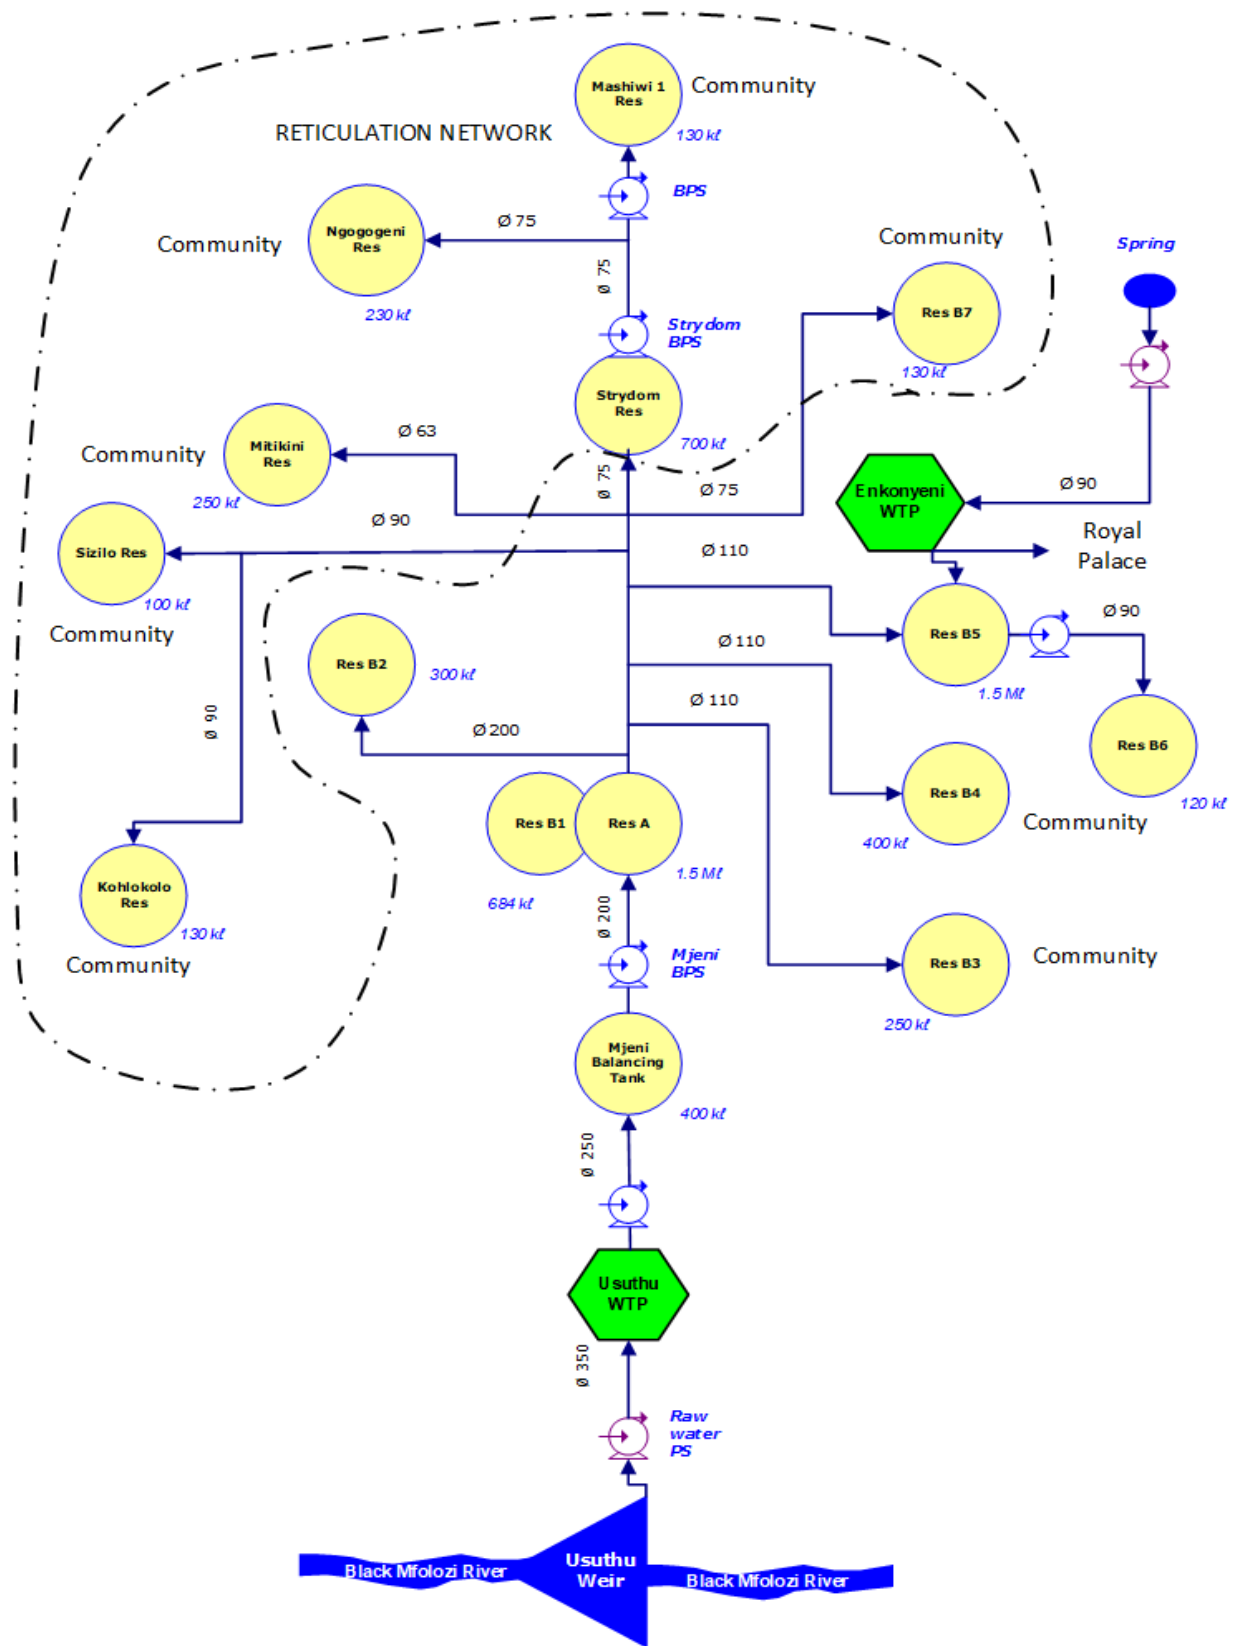 Mashiwi 1
Res
Community
130 kℓ
RETICULATION NETWORK
BPS
Ngogogeni
Res
Community
Ø 75
230 kℓ
Ø 75
Community
Res B7
130 kℓ
Spring
Strydom
BPS
Strydom
Res
700 kℓ
Mitikini
Res
Community
Ø 63
250 kℓ
Ø 75
Ø 75
Enkonyeni
WTP
Ø 90
Royal
Palace
Sizilo Res
Ø 90
100 kℓ
Community
Ø 110
Res B5
1.5 Mℓ
Ø 90
Res B6
120 kℓ
Res B2
300 kℓ
Ø 110
Ø 90
Ø 200
Ø 110
Res B4
400 kℓ
Community
Res B1
Res A
684 kℓ
1.5 Mℓ
Kohlokolo
Res
130 kℓ
Community
Ø 200
Mjeni
BPS
Res B3
Community
250 kℓ
Mjeni
Balancing
Tank
400 kℓ
Ø 250
Usuthu
WTP
Ø 350
Raw
water
PS
Usuthu
Weir
Black Mfolozi River
Black Mfolozi River